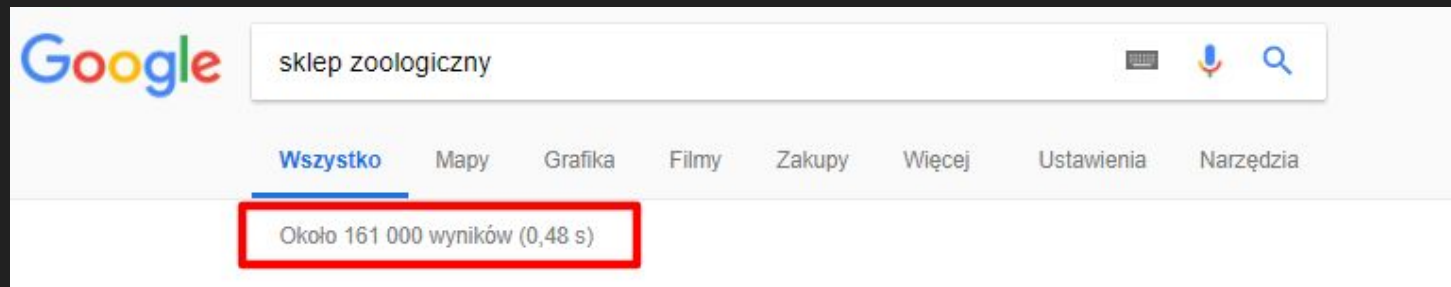 Google sklep zoologiczny
Wszystko Mapy Grafika Filmy Zakupy Więcej Ustawienia Narzędzia
Około 161 000 wyników (0,48 s)